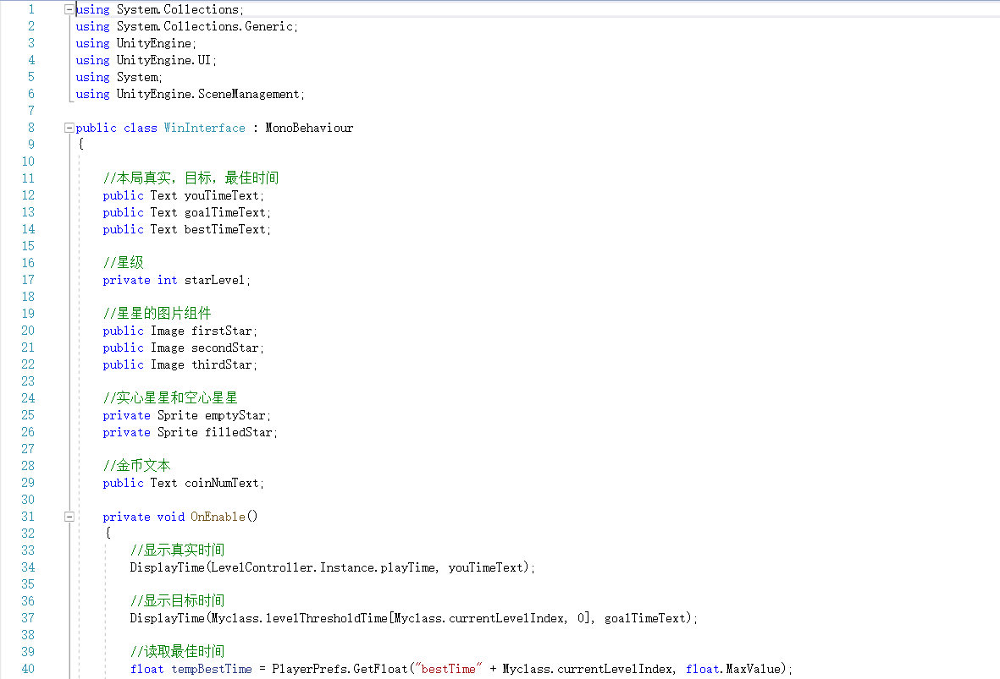 1 using System.Collections;
2 using System.Collections.Generic;
3 using UnityEngine;
4 using UnityEngine.UI;
5 using System;
6 using UnityEngine.SceneManagement;
7
8 public class WinInterface : MonoBehaviour
9 {
10
11 //本局真实，目标，最佳时间
12 public Text youTimeText;
13 public Text goalTimeText;
14 public Text bestTimeText;
15
16 //星级
17 private int starLevel;
18
19 //星星的图片组件
20 public Image firstStar;
21 public Image secondStar;
22 public Image thirdStar;
23
24 //实心星星和空心星星
25 private Sprite emptyStar;
26 private Sprite filledStar;
27
28 //金币文本
29 public Text coinNumText;
30
31 private void OnEnable()
32 {
33 //显示真实时间
34 DisplayTime(LevelController.Instance.playTime, youTimeText);
35
36 //显示目标时间
37 DisplayTime(Myclass.levelThresholdTime[Myclass.currentLevelIndex, 0], goalTimeText);
38
39 //读取最佳时间
40 float tempBestTime = PlayerPrefs.GetFloat("bestTime" + Myclass.currentLevelIndex, float.MaxValue);